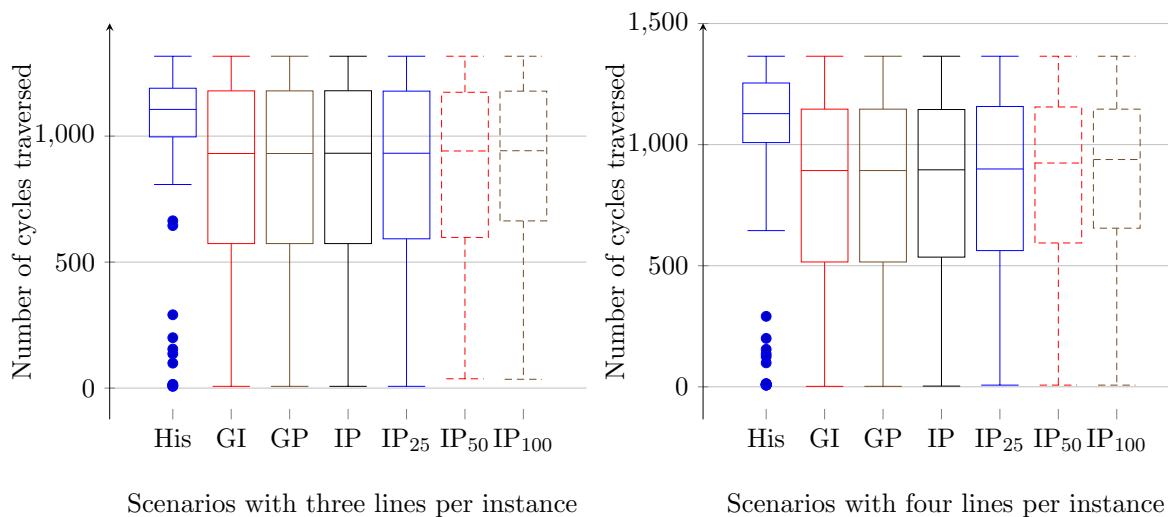 Number of cycles traversed
1,000
500
0
His GI GP IP IP₂₅ IP₅₀ IP₁₀₀
Scenarios with three lines per instance
Number of cycles traversed
1,500
1,000
500
0
His GI GP IP IP₂₅ IP₅₀ IP₁₀₀
Scenarios with four lines per instance